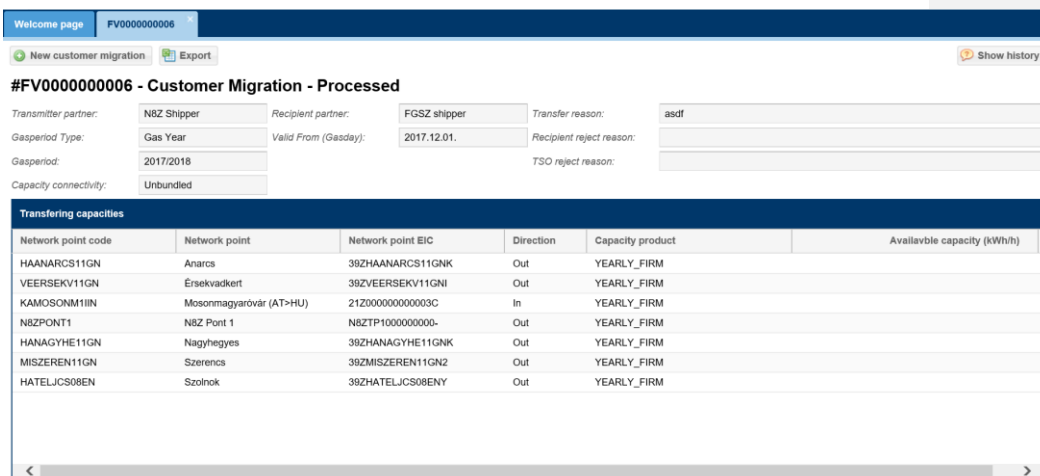 Welcome page FV0000000006
New customer migration Export Show history
#FV0000000006 - Customer Migration - Processed
Transmitter partner: N8Z Shipper Recipient partner: FGSZ shipper Transfer reason: asdf
Gasperiod Type: Gas Year Valid From (Gasday): 2017.12.01. Recipient reject reason:
Gasperiod: 2017/2018 TSO reject reason:
Capacity connectivity: Unbundled
Transfering capacities
Network point code Network point Network point EIC Direction Capacity product Availavble capacity (kWh/h)
HAANARCS11GN Anarcs 39ZHAANARCS11GNK Out YEARLY_FIRM
VEERSEKV11GN Érsekvadkert 39ZVEERSEKV11GNI Out YEARLY_FIRM
KAMOSONM1IIN Mosonmagyaróvár (AT>HU) 21Z000000000003C In YEARLY_FIRM
N8ZPONT1 N8Z Pont 1 N8ZTP1000000000- Out YEARLY_FIRM
HANAGYHE11GN Nagyhegyes 39ZHANAGYHE11GNK Out YEARLY_FIRM
MISZEREN11GN Szerencs 39ZMISZEREN11GN2 Out YEARLY_FIRM
HATELJCS08EN Szolnok 39ZHATELJCS08ENY Out YEARLY_FIRM